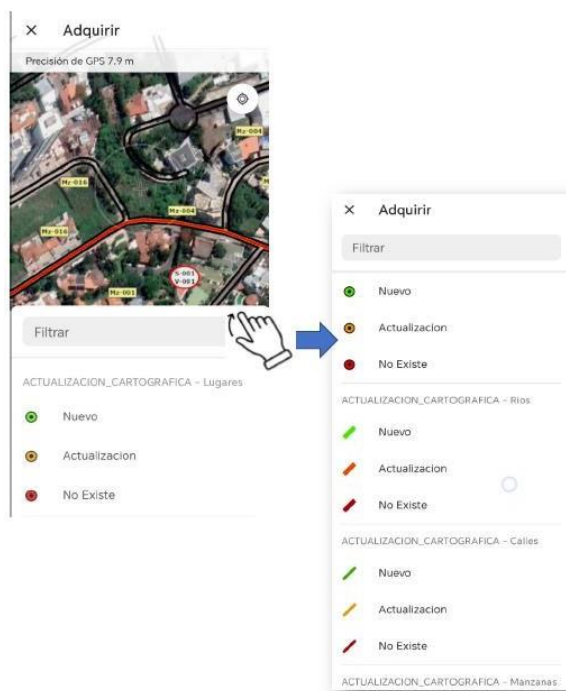 × Adquirir
Precisión de GPS 7.9 m
Mz-004
Mz-016
Mz-004
Mz-016
S-001
V-001
Mz-001
Filtrar
ACTUALIZACION_CARTOGRAFICA - Lugares
Nuevo
Actualizacion
No Existe
× Adquirir
Filtrar
Nuevo
Actualizacion
No Existe
ACTUALIZACION_CARTOGRAFICA - Rios
Nuevo
Actualizacion
No Existe
ACTUALIZACION_CARTOGRAFICA - Calles
Nuevo
Actualizacion
No Existe
ACTUALIZACION_CARTOGRAFICA - Manzanas